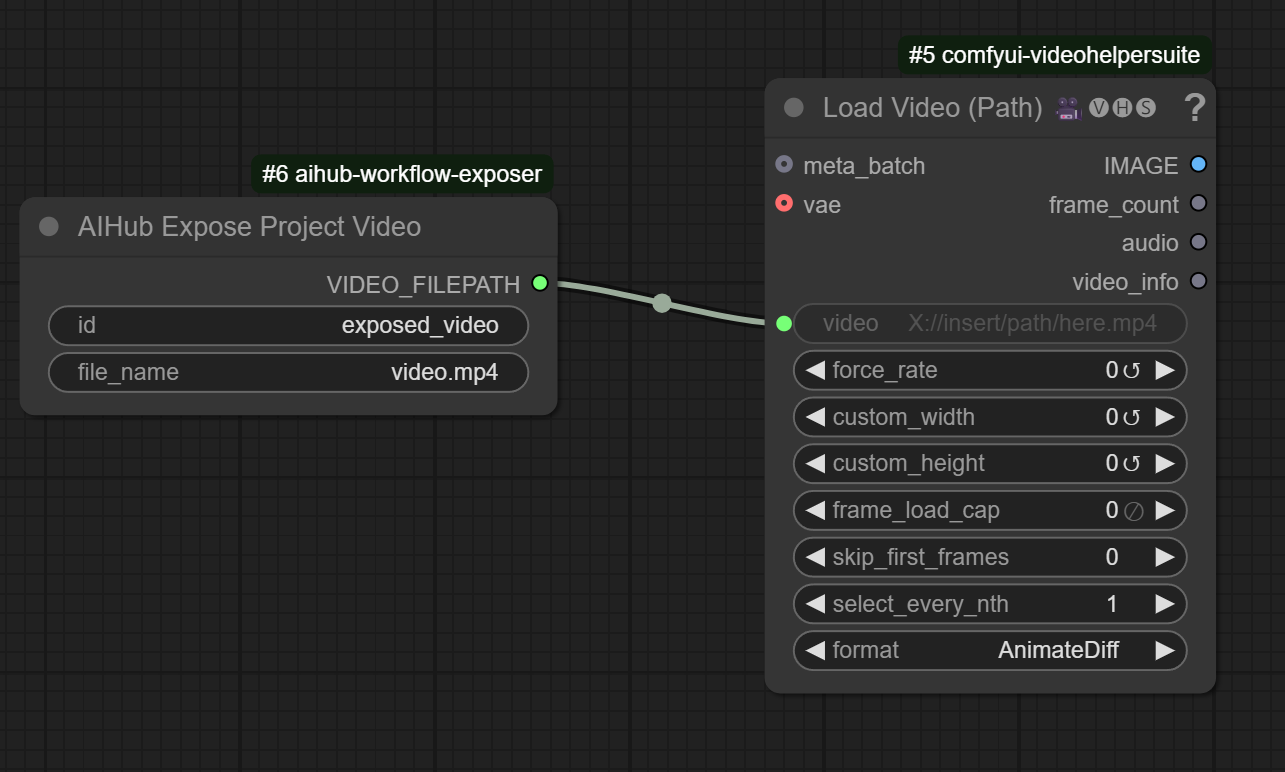 #6 aihub-workflow-exposer
AIHub Expose Project Video
VIDEO_FILEPATH
id exposed_video
file_name video.mp4
#5 comfyui-videohelpersuite
Load Video (Path) 🎥🅥🅗🅢 ?
meta_batch IMAGE
vae frame_count
audio
video_info
video X://insert/path/here.mp4
force_rate 0↺
custom_width 0↺
custom_height 0↺
frame_load_cap 0⊘
skip_first_frames 0
select_every_nth 1
format AnimateDiff